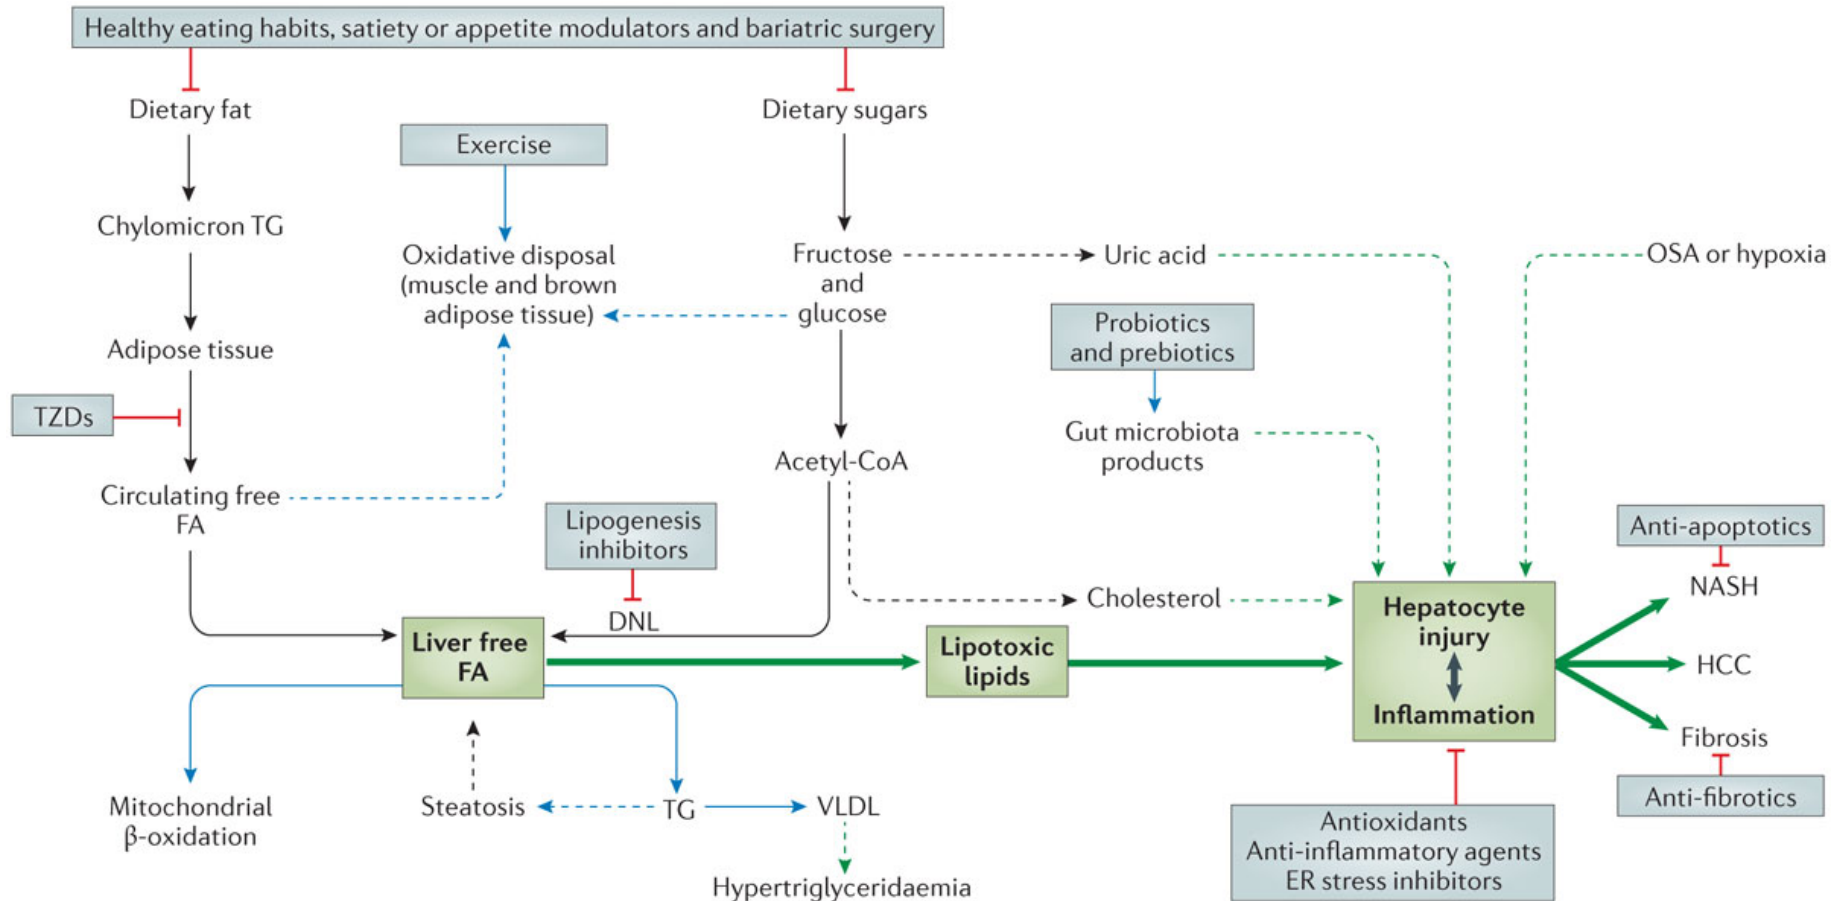 Healthy eating habits, satiety or appetite modulators and bariatric surgery
Dietary fat
Dietary sugars
Exercise
Chylomicron TG
Oxidative disposal
(muscle and brown
adipose tissue)
Fructose
and
glucose
Uric acid
OSA or hypoxia
Probiotics
and prebiotics
Adipose tissue
TZDs
Gut microbiota
products
Acetyl-CoA
Circulating free
FA
Lipogenesis
inhibitors
Anti-apoptotics
NASH
Cholesterol
DNL
Hepatocyte
injury
Inflammation
Liver free
FA
Lipotoxic
lipids
HCC
Fibrosis
Anti-fibrotics
Mitochondrial
β-oxidation
Steatosis
TG
VLDL
Hypertriglyceridaemia
Antioxidants
Anti-inflammatory agents
ER stress inhibitors